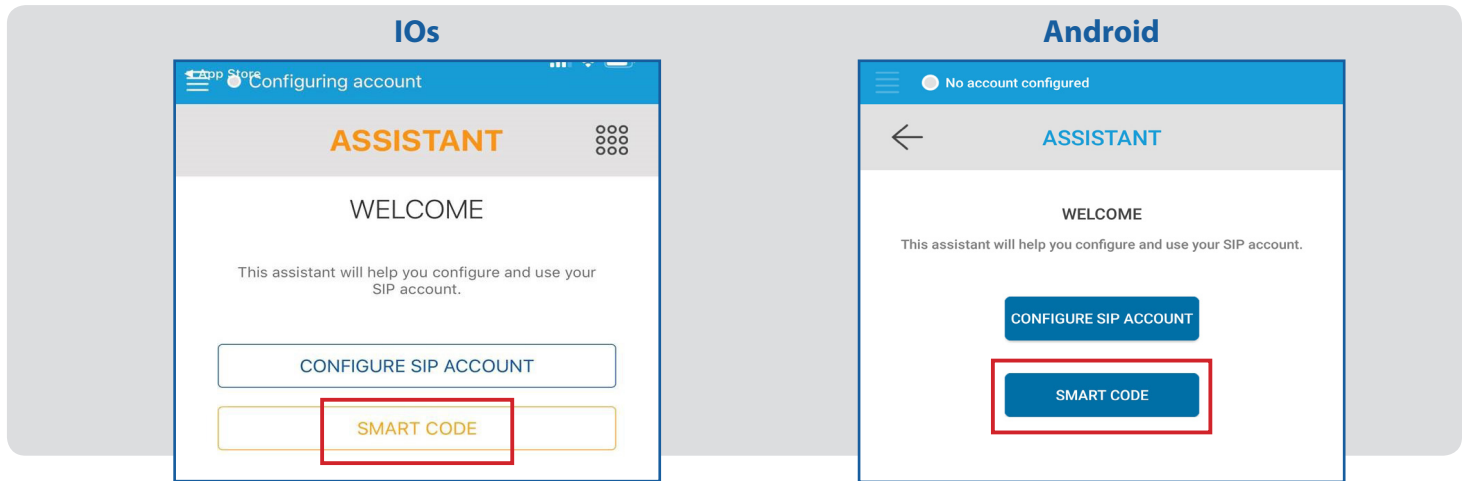 IOs
App Store
Configuring account
ASSISTANT
WELCOME
This assistant will help you configure and use your
SIP account.
CONFIGURE SIP ACCOUNT
SMART CODE
Android
No account configured
ASSISTANT
WELCOME
This assistant will help you configure and use your SIP account.
CONFIGURE SIP ACCOUNT
SMART CODE